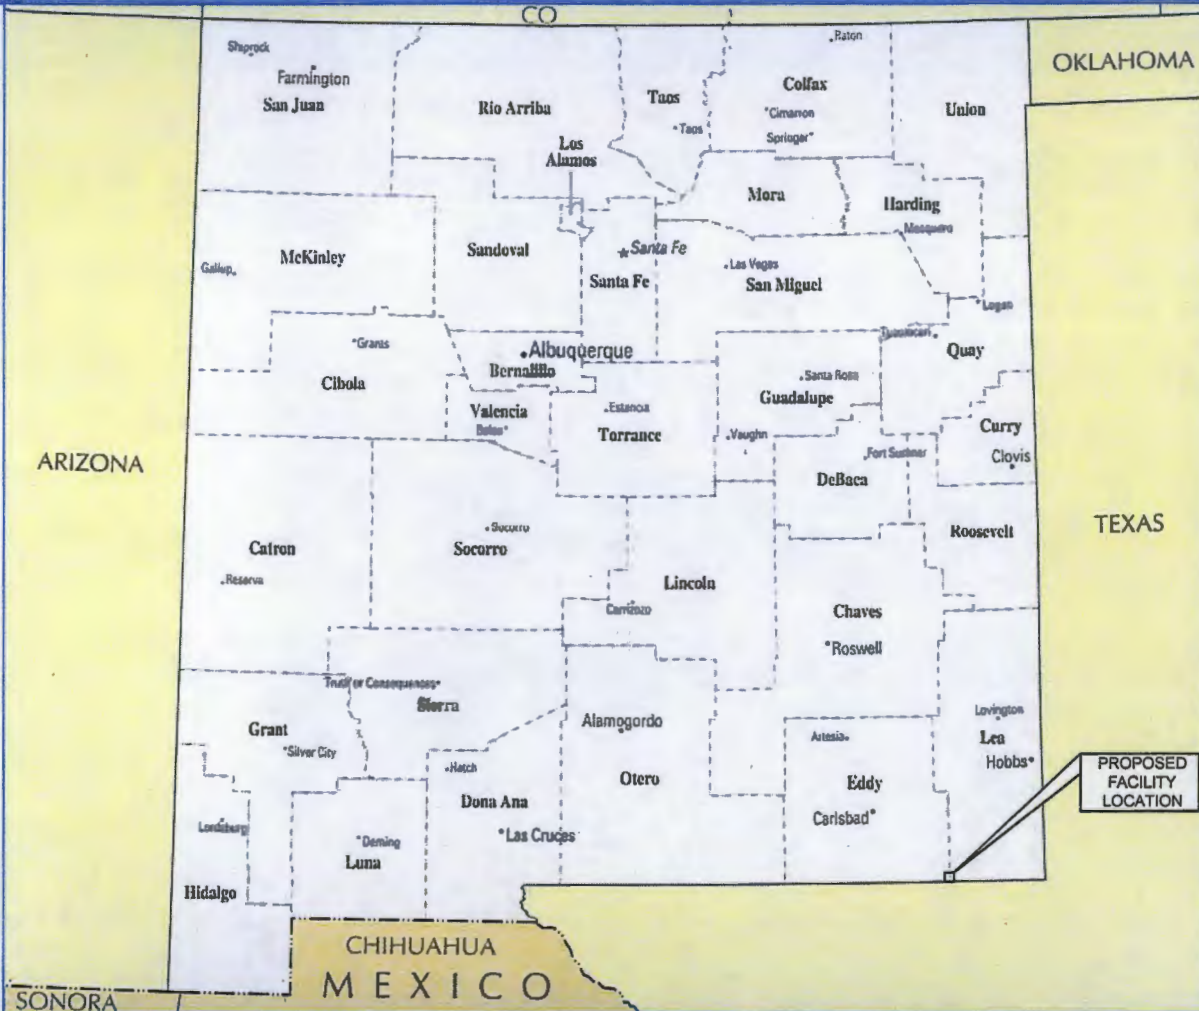 CO
OKLAHOMA
Shiprock
Farmington
San Juan
Rio Arriba
Taos
Taos
Raton
Colfax
Cimarron
Springer
Union
Los
Alamos
Mora
Harding
Mosquero
McKinley
Gallup
Sandoval
Santa Fe
Santa Fe
Las Vegas
San Miguel
Logan
Tucumcari
Quay
Grants
Cibola
Albuquerque
Bernalillo
Santa Rosa
Guadalupe
Valencia
Belen
Estancia
Torrance
Vaughn
Curry
Clovis
Fort Sumner
DeBaca
ARIZONA
TEXAS
Roosevelt
Catron
Reserve
Socorro
Socorro
Lincoln
Carrizozo
Chaves
Roswell
Truth or Consequences
Sierra
Grant
Silver City
Alamogordo
Otero
Artesia
Eddy
Carlsbad
Lovington
Lea
Hobbs
PROPOSED
FACILITY
LOCATION
Hatch
Dona Ana
Las Cruces
Lordsburg
Deming
Luna
Hidalgo
CHIHUAHUA
MEXICO
SONORA